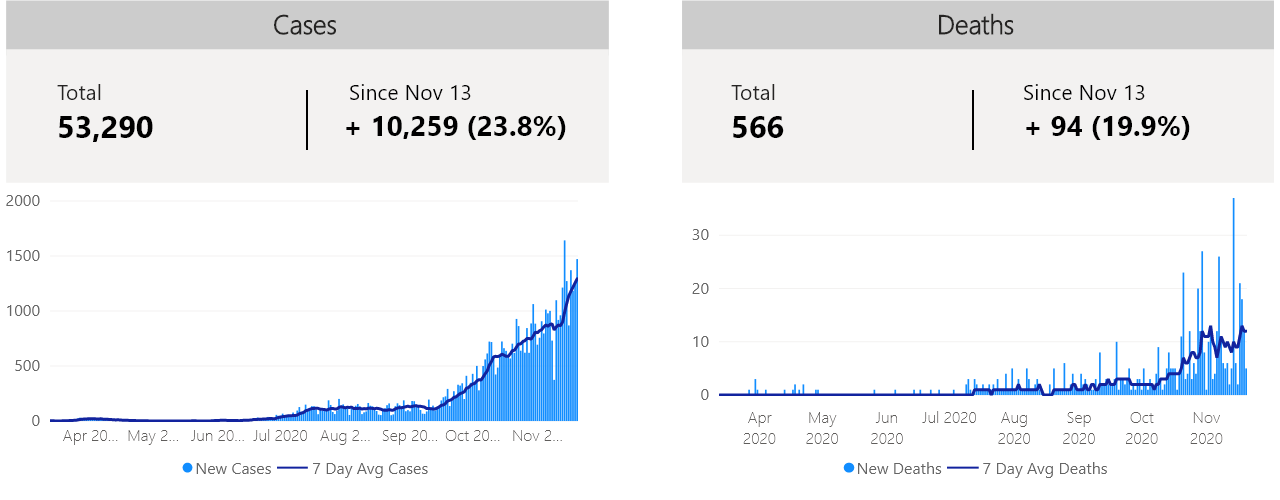 Cases
Total
53,290
Since Nov 13
+ 10,259 (23.8%)
2000
1500
1000
500
0
Apr 20... May 2... Jun 20... Jul 2020 Aug 20... Sep 20... Oct 20... Nov 2...
New Cases 7 Day Avg Cases
Deaths
Total
566
Since Nov 13
+ 94 (19.9%)
30
20
10
0
Apr 2020 May 2020 Jun 2020 Jul 2020 Aug 2020 Sep 2020 Oct 2020 Nov 2020
New Deaths 7 Day Avg Deaths